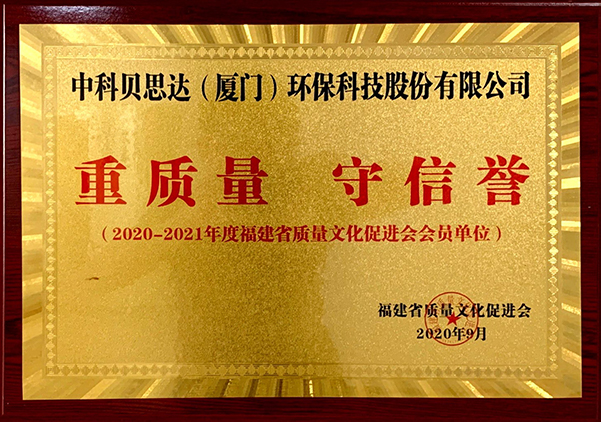 中科贝思达（厦门）环保科技股份有限公司
重质量 守信誉
（2020-2021年度福建省质量文化促进会会员单位）
福建省质量文化促进会
2020年9月